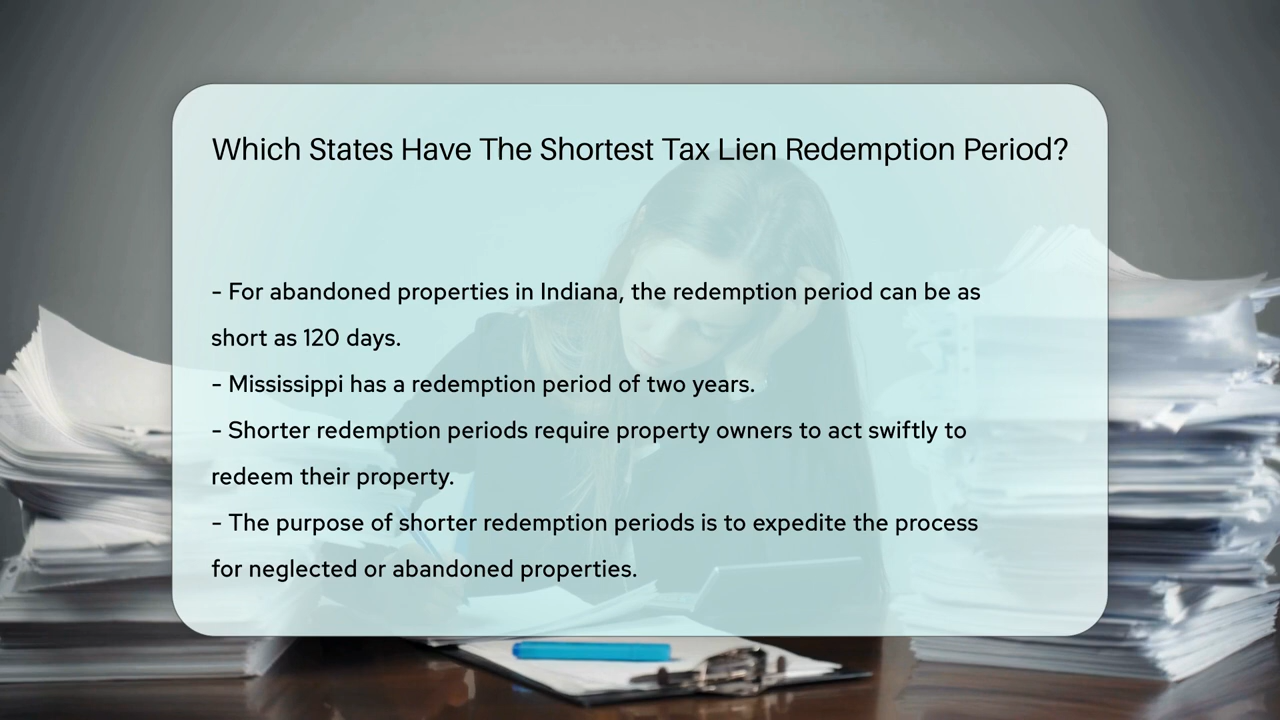 Which States Have The Shortest Tax Lien Redemption Period?
- For abandoned properties in Indiana, the redemption period can be as
short as 120 days.
- Mississippi has a redemption period of two years.
- Shorter redemption periods require property owners to act swiftly to
redeem their property.
- The purpose of shorter redemption periods is to expedite the process
for neglected or abandoned properties.